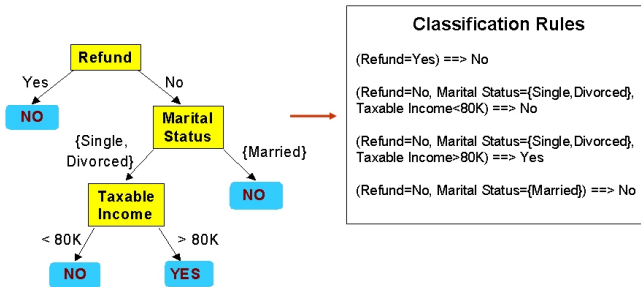 Refund
Yes
No
NO
Marital
Status
{Single,
Divorced}
{Married}
NO
Taxable
Income
< 80K
> 80K
NO
YES
Classification Rules
(Refund=Yes) ==> No
(Refund=No, Marital Status={Single,Divorced},
Taxable Income<80K) ==> No
(Refund=No, Marital Status={Single,Divorced},
Taxable Income>80K) ==> Yes
(Refund=No, Marital Status={Married}) ==> No